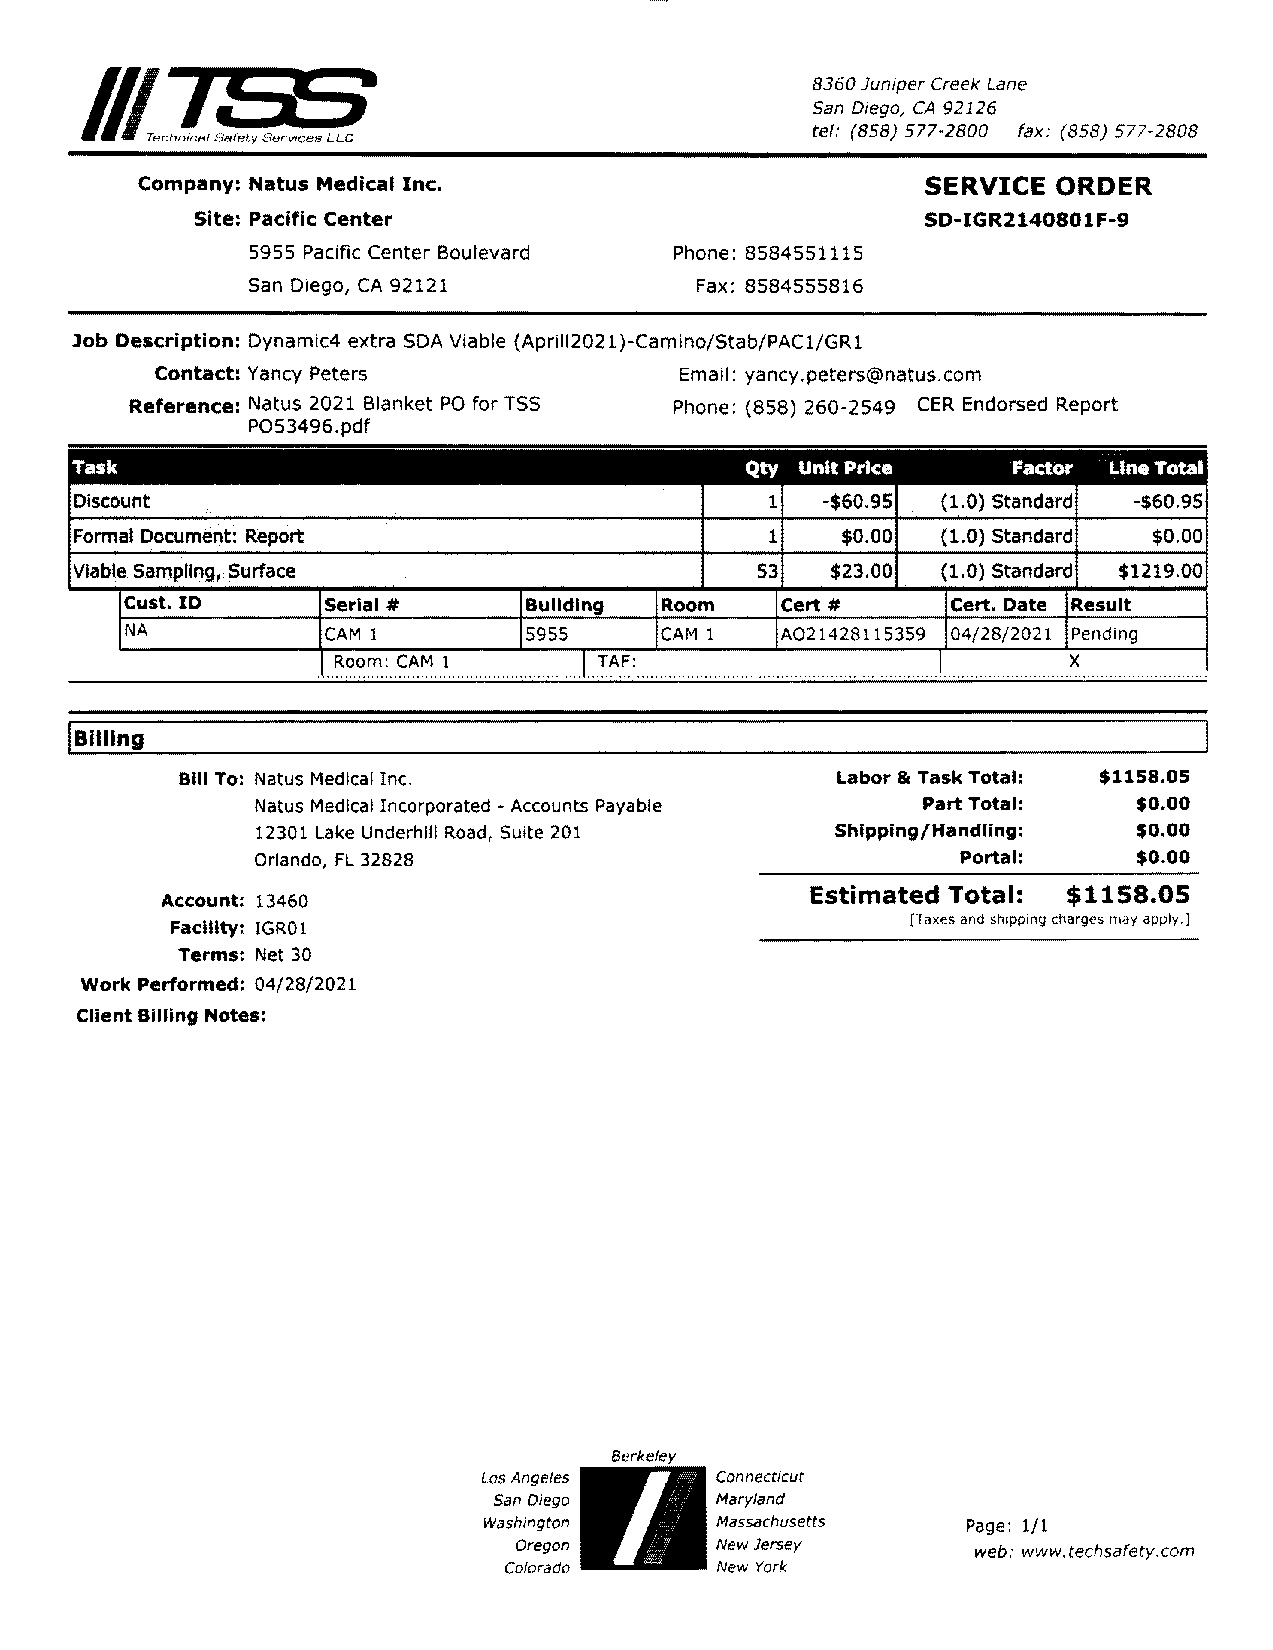 TSS
Technical Safety Services LLC
8360 Juniper Creek Lane
San Diego, CA 92126
tel: (858) 577-2800 fax: (858) 577-2808
Company: Natus Medical Inc. SERVICE ORDER
Site: Pacific Center SD-IGR2140801F-9
5955 Pacific Center Boulevard Phone: 8584551115
San Diego, CA 92121 Fax: 8584555816
Job Description: Dynamic4 extra SDA Viable (Aprill2021)-Camino/Stab/PAC1/GR1
Contact: Yancy Peters Email: yancy.peters@natus.com
Reference: Natus 2021 Blanket PO for TSS Phone: (858) 260-2549 CER Endorsed Report
PO53496.pdf
Task Qty Unit Price Factor Line Total
Discount 1 -$60.95 (1.0) Standard -$60.95
Formal Document: Report 1 $0.00 (1.0) Standard $0.00
Viable Sampling, Surface 53 $23.00 (1.0) Standard $1219.00
Cust. ID Serial # Building Room Cert # Cert. Date Result
NA CAM 1 5955 CAM 1 AO21428115359 04/28/2021 Pending
Room: CAM 1 TAF: X
Billing
Bill To: Natus Medical Inc. Labor & Task Total: $1158.05
Natus Medical Incorporated - Accounts Payable Part Total: $0.00
12301 Lake Underhill Road, Suite 201 Shipping/Handling: $0.00
Orlando, FL 32828 Portal: $0.00
Account: 13460 Estimated Total: $1158.05
Facility: IGR01 [Taxes and shipping charges may apply.]
Terms: Net 30
Work Performed: 04/28/2021
Client Billing Notes:
Berkeley
Los Angeles Connecticut
San Diego Maryland
Washington Massachusetts Page: 1/1
Oregon New Jersey web: www.techsafety.com
Colorado New York